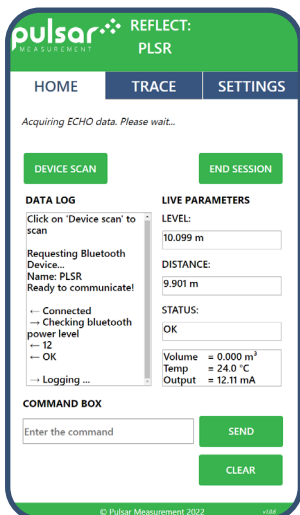 pulsar
MEASUREMENT
REFLECT:
PLSR
HOME
TRACE
SETTINGS
Acquiring ECHO data. Please wait...
DEVICE SCAN
END SESSION
DATA LOG
Click on 'Device scan' to
scan
Requesting Bluetooth
Device...
Name: PLSR
Ready to communicate!
← Connected
→ Checking bluetooth
power level
← 12
← OK
→ Logging ...
LIVE PARAMETERS
LEVEL:
10.099 m
DISTANCE:
9.901 m
STATUS:
OK
Volume = 0.000 m³
Temp = 24.0 °C
Output = 12.11 mA
COMMAND BOX
Enter the command
SEND
CLEAR
© Pulsar Measurement 2022
v1.0.6